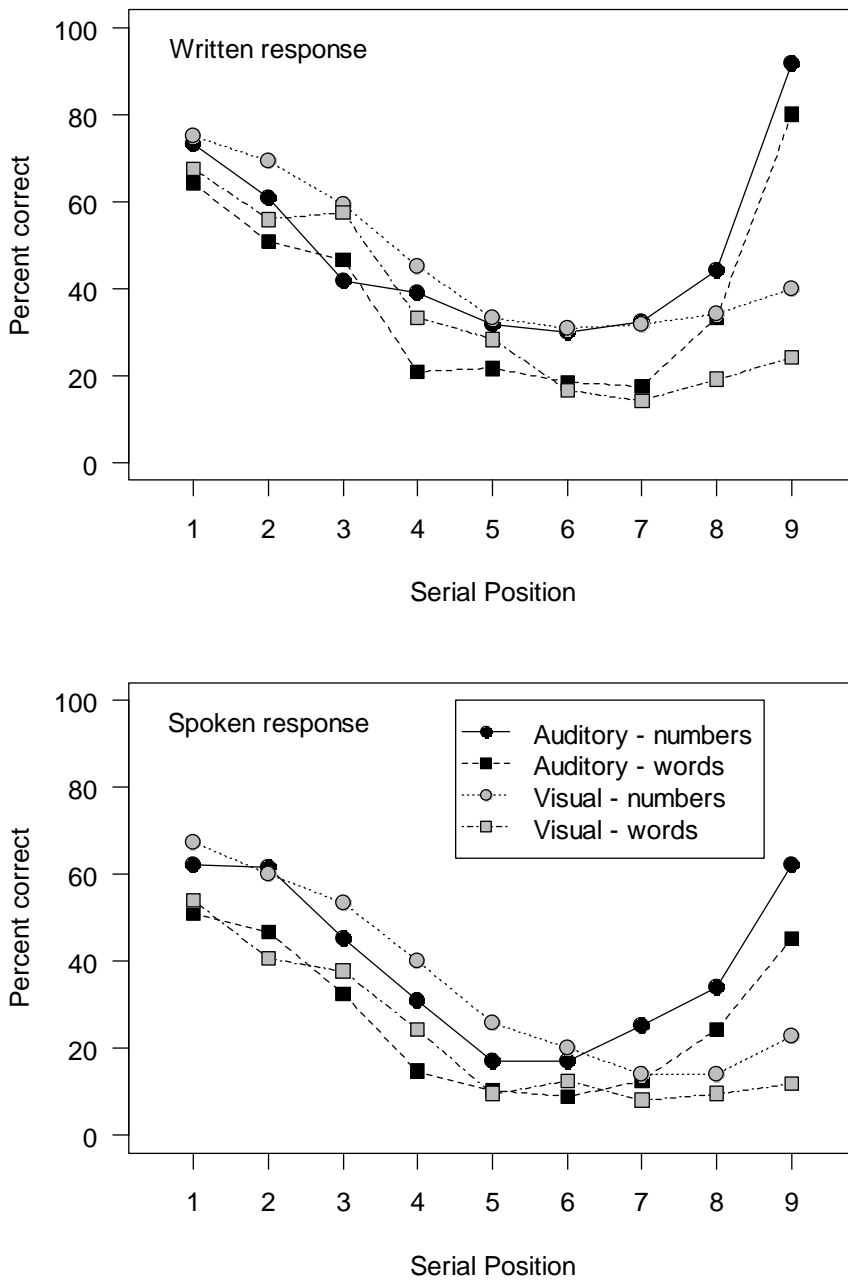 Written response
100
80
60
40
20
0
Percent correct
1 2 3 4 5 6 7 8 9
Serial Position
Spoken response
Auditory - numbers
Auditory - words
Visual - numbers
Visual - words
100
80
60
40
20
0
Percent correct
1 2 3 4 5 6 7 8 9
Serial Position